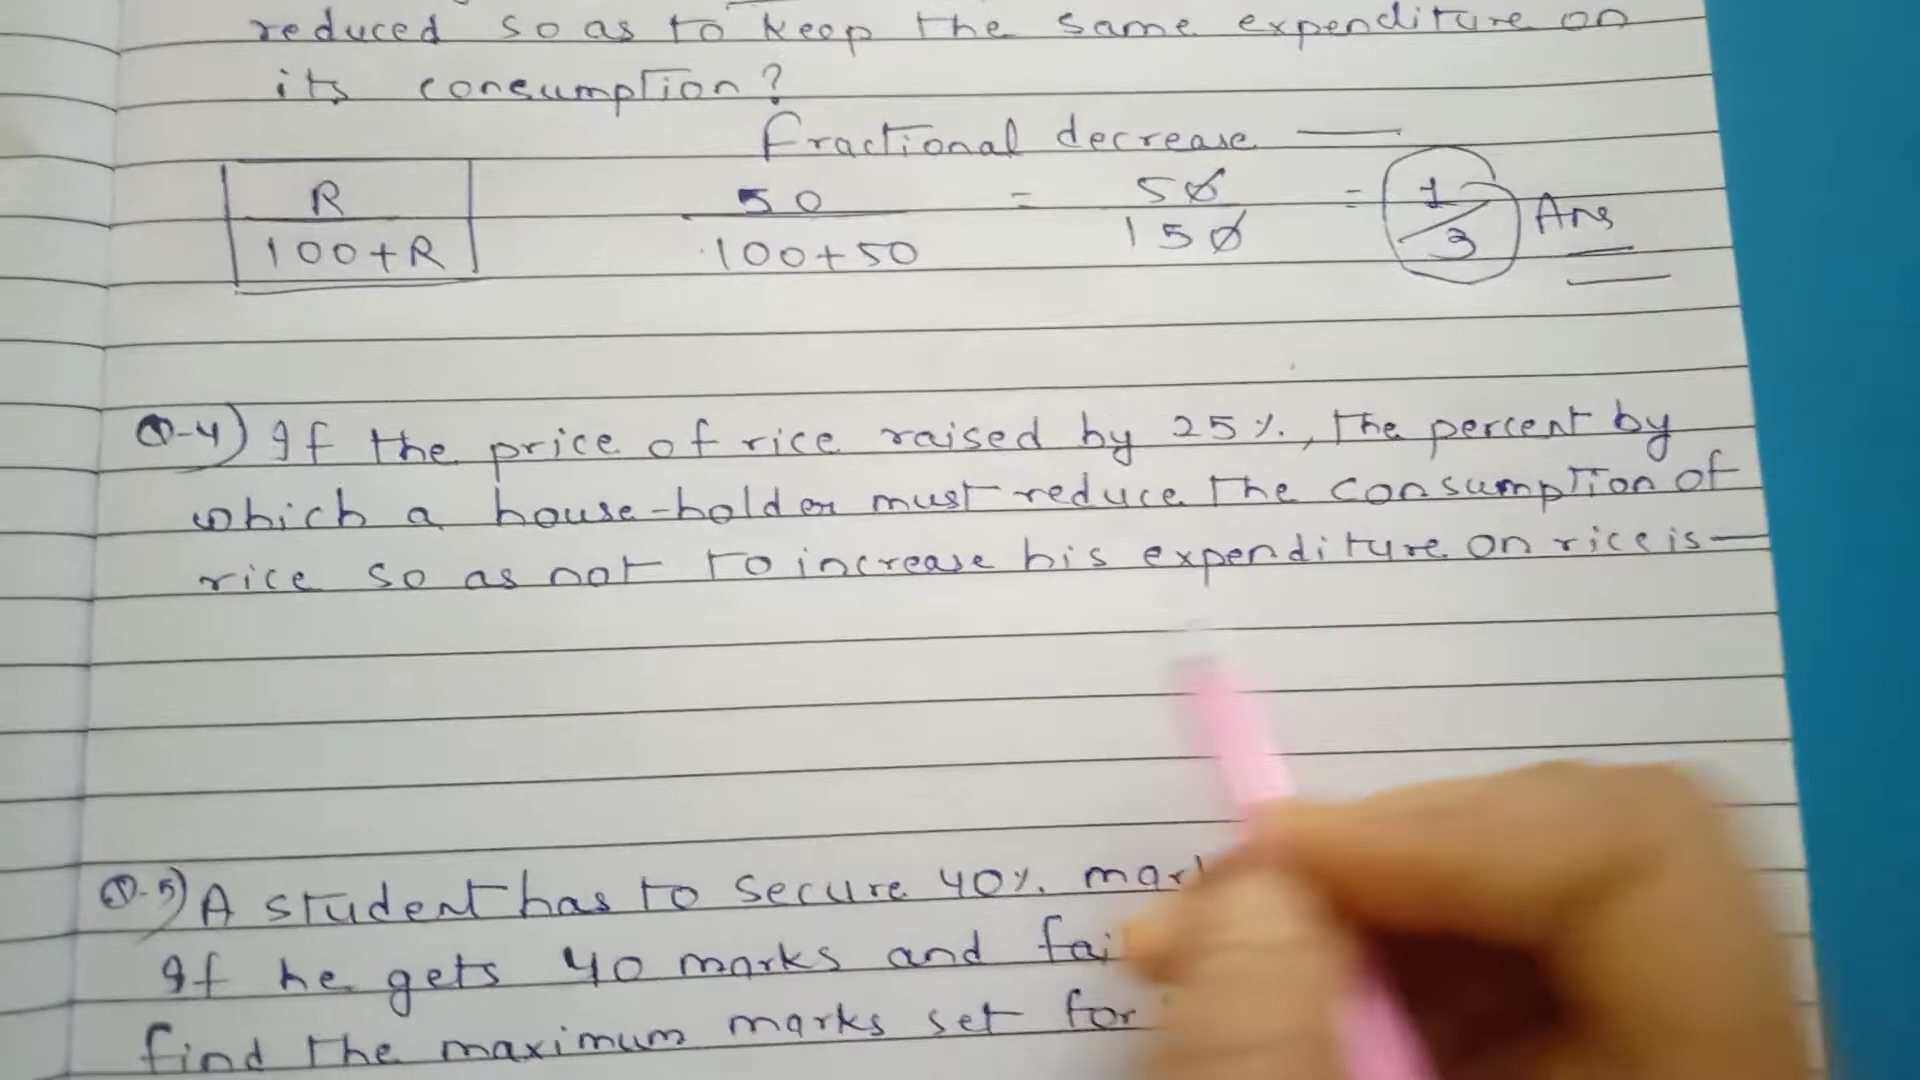 reduced so as to keep the same expenditure on
its consumption?
Fractional decrease —
R/100+R 50/100+50 = 50/150 = 1/3 Ans
Q-4) If the price of rice raised by 25%, the percent by
which a house-holder must reduce the consumption of
rice so as not to increase his expenditure on rice is—
Q-5) A student has to secure 40%
If he gets 40 marks and
find the maximum marks set for